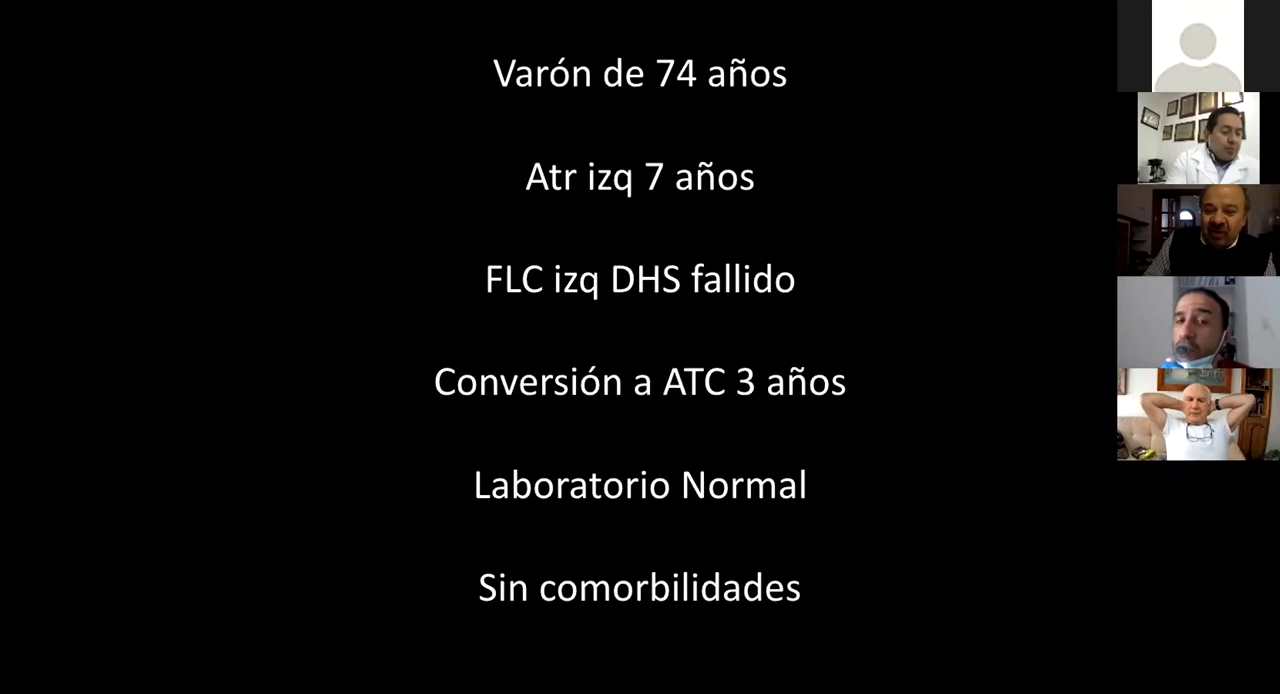 Varón de 74 años
Atr izq 7 años
FLC izq DHS fallido
Conversión a ATC 3 años
Laboratorio Normal
Sin comorbilidades